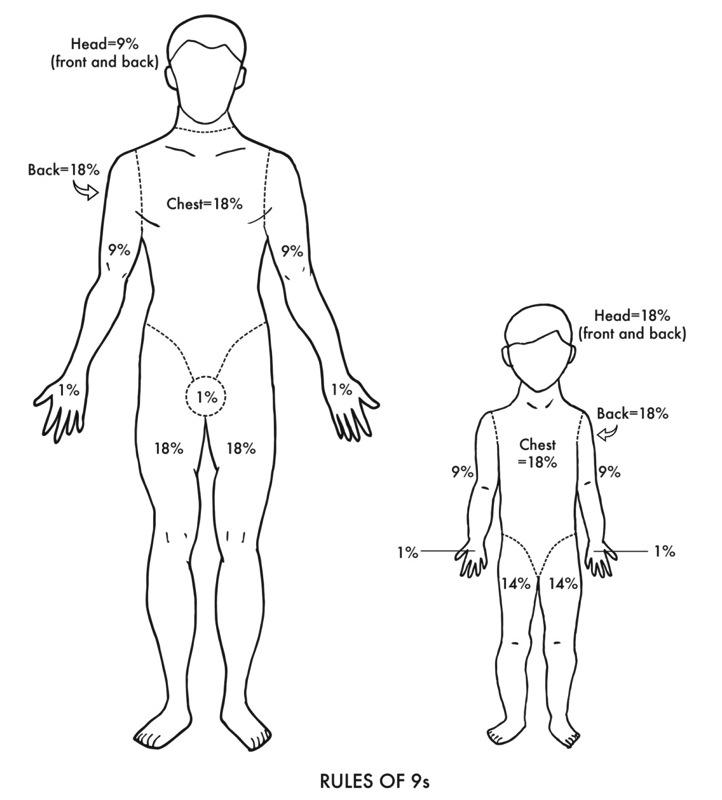 Head=9%
(front and back)
Back=18%
Chest=18%
9%
9%
1%
1%
1%
18%
18%
Head=18%
(front and back)
Back=18%
Chest
=18%
9%
9%
1%
1%
14%
14%
RULES OF 9s